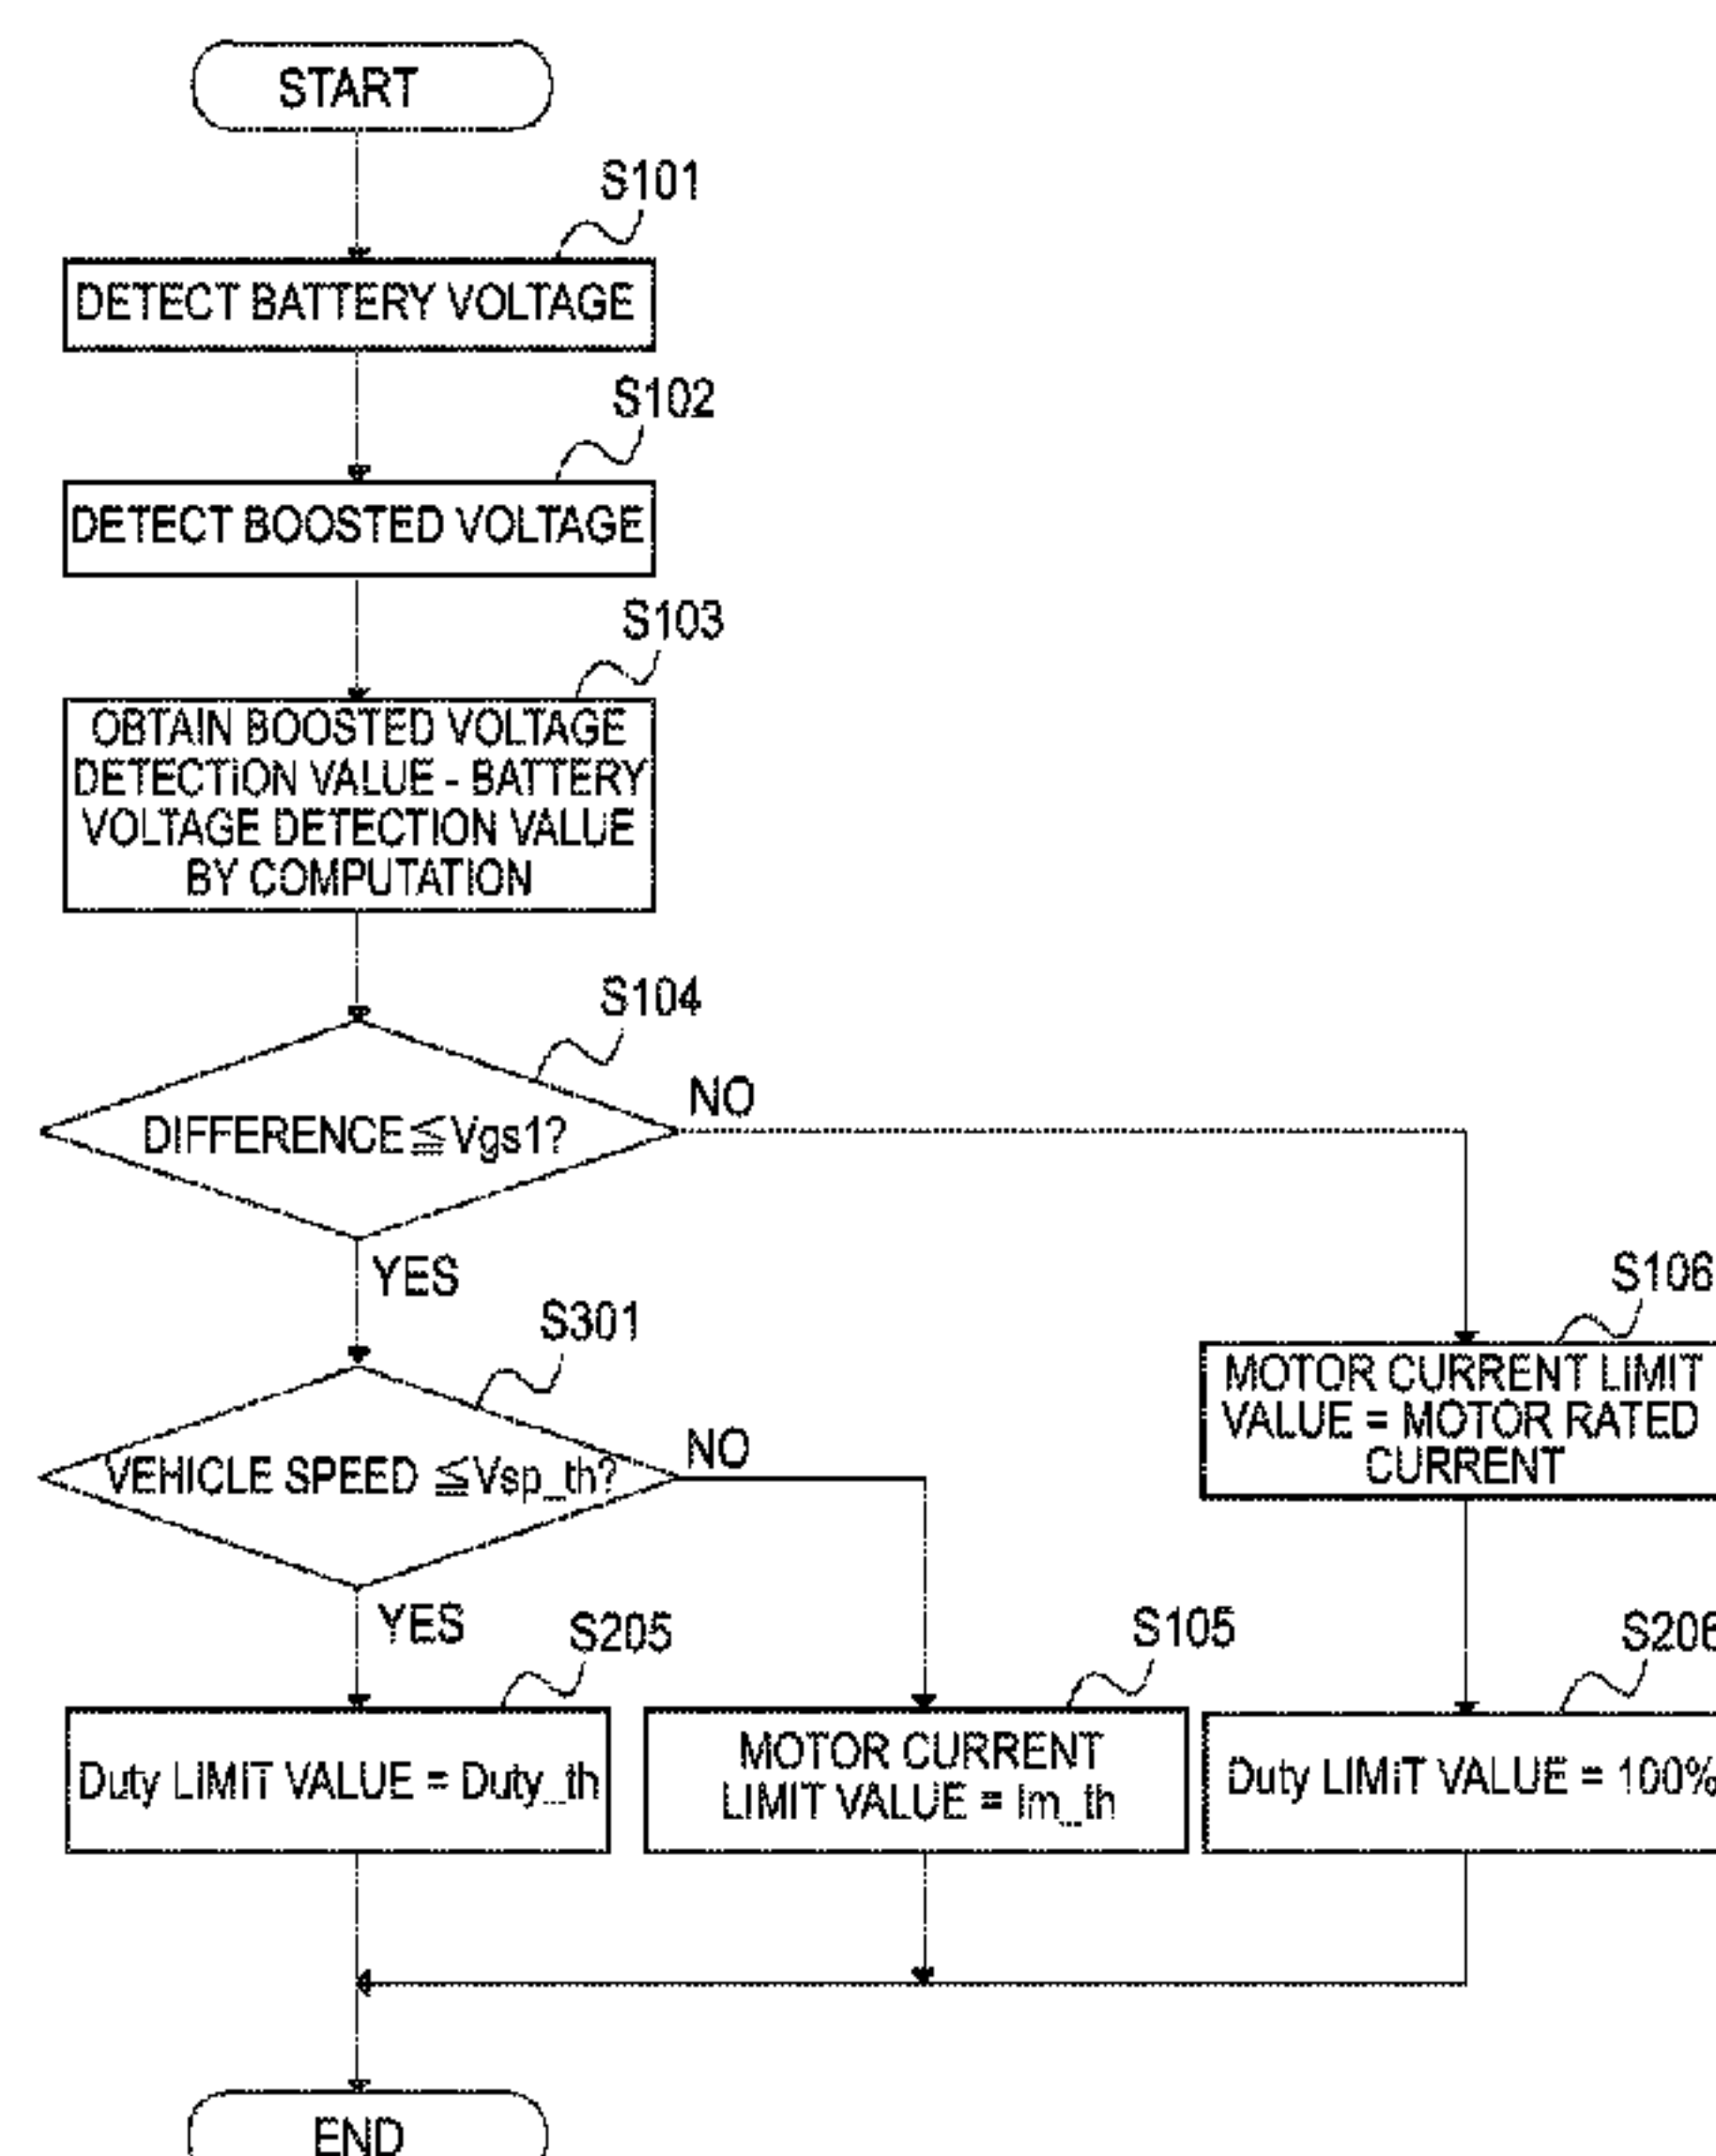 START
S101
DETECT BATTERY VOLTAGE
S102
DETECT BOOSTED VOLTAGE
S103
OBTAIN BOOSTED VOLTAGE
DETECTION VALUE - BATTERY
VOLTAGE DETECTION VALUE
BY COMPUTATION
S104
DIFFERENCE≦Vgs1?
NO
YES
S301
VEHICLE SPEED ≦Vsp_th?
NO
YES
S106
MOTOR CURRENT LIMIT
VALUE = MOTOR RATED
CURRENT
S205
Duty LIMIT VALUE = Duty_th
S105
MOTOR CURRENT
LIMIT VALUE = Im_th
S206
Duty LIMIT VALUE = 100%
END